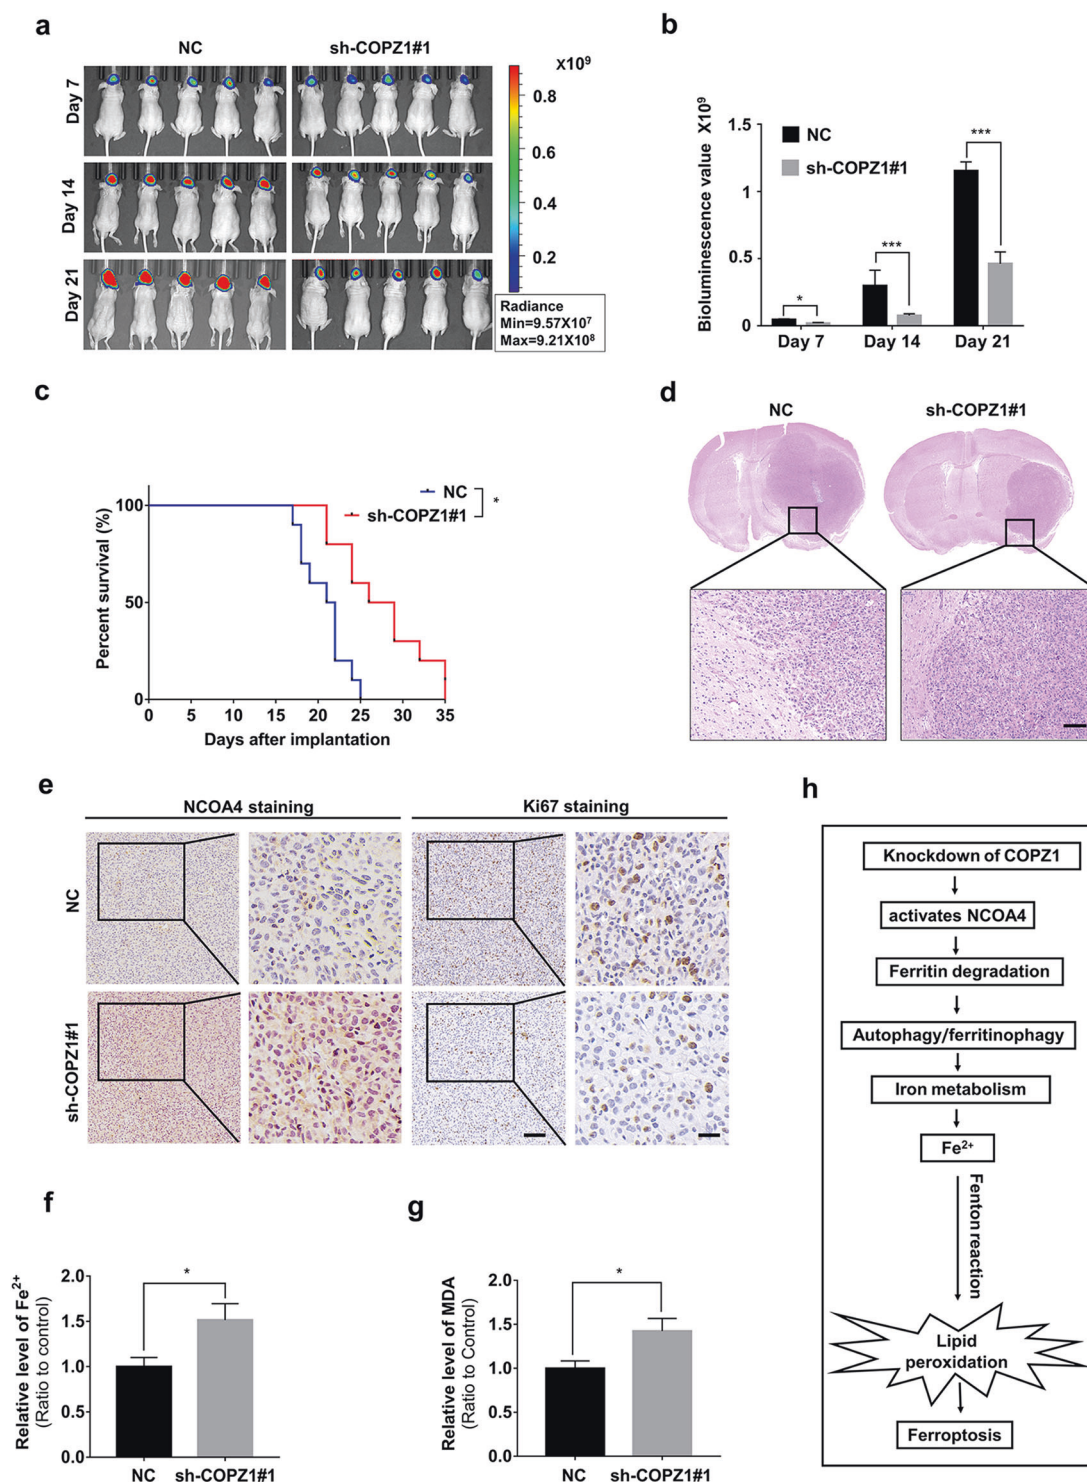 a
NC
sh-COPZ1#1
Day 7
Day 14
Day 21
X10⁹
0.8
0.6
0.4
0.2
Radiance
Min=9.57X10⁷
Max=9.21X10⁸
b
Bioluminescence value X10⁹
1.5
1
0.5
0
NC
sh-COPZ1#1
*
***
***
Day 7
Day 14
Day 21
c
Percent survival (%)
100
50
0
NC
sh-COPZ1#1
*
0 5 10 15 20 25 30 35
Days after implantation
d
NC
sh-COPZ1#1
e
NCOA4 staining
Ki67 staining
NC
sh-COPZ1#1
f
Relative level of Fe²⁺
(Ratio to control)
2.0
1.5
1.0
0.5
0.0
*
NC
sh-COPZ1#1
g
Relative level of MDA
(Ratio to Control)
2.0
1.5
1.0
0.5
0.0
*
NC
sh-COPZ1#1
h
Knockdown of COPZ1
activates NCOA4
Ferritin degradation
Autophagy/ferritinophagy
Iron metabolism
Fe²⁺
Fenton reaction
Lipid
peroxidation
Ferroptosis